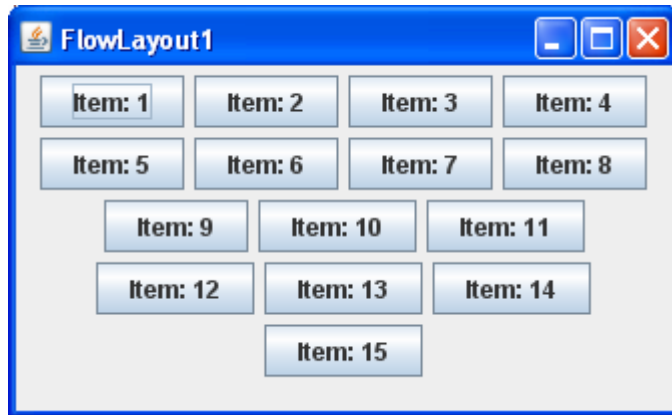 FlowLayout1
Item: 1 Item: 2 Item: 3 Item: 4
Item: 5 Item: 6 Item: 7 Item: 8
Item: 9 Item: 10 Item: 11
Item: 12 Item: 13 Item: 14
Item: 15